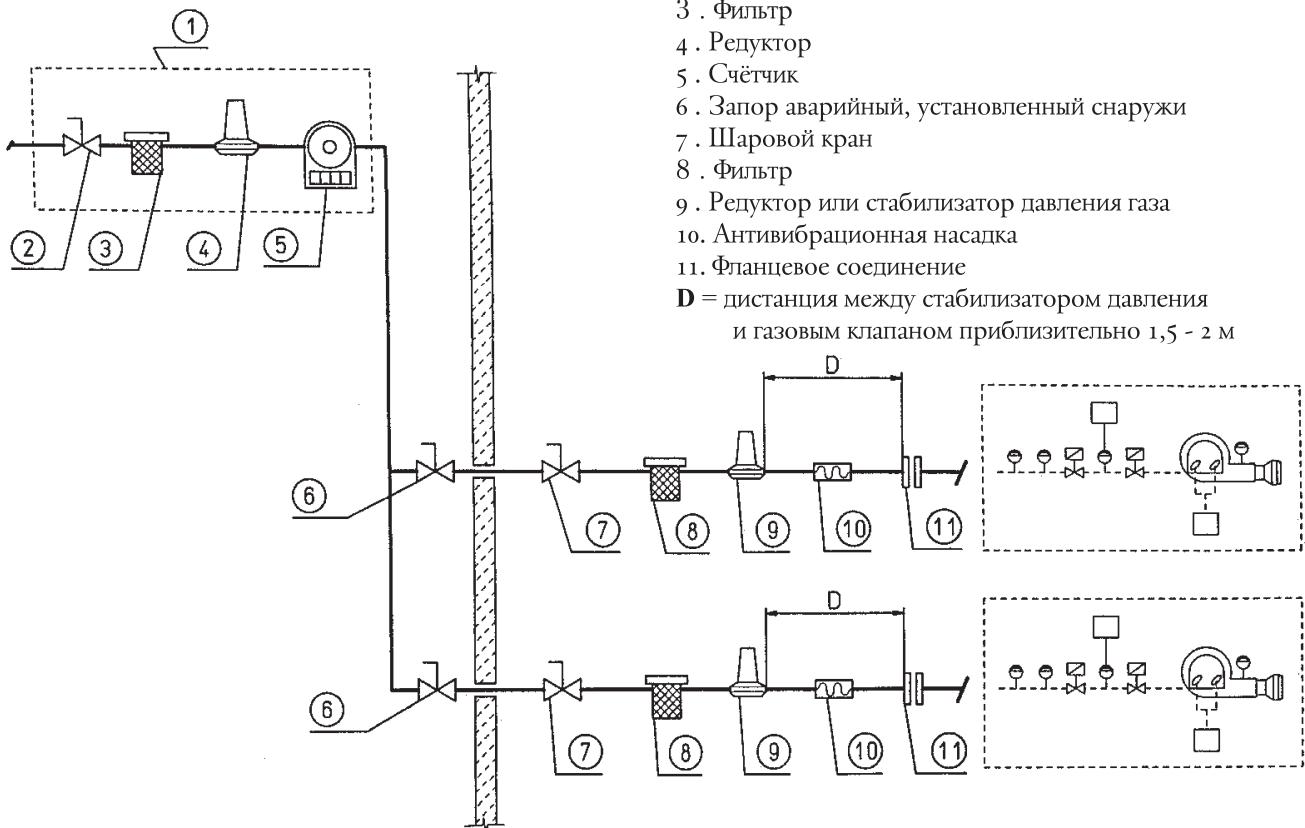 3 . Фильтр
4 . Редуктор
5 . Счётчик
6 . Запор аварийный, установленный снаружи
7 . Шаровой кран
8 . Фильтр
9 . Редуктор или стабилизатор давления газа
10. Антивибрационная насадка
11. Фланцевое соединение
D = дистанция между стабилизатором давления
и газовым клапаном приблизительно 1,5 - 2 м
1
2 3 4 5
D
6 7 8 9 10 11
D
6 7 8 9 10 11